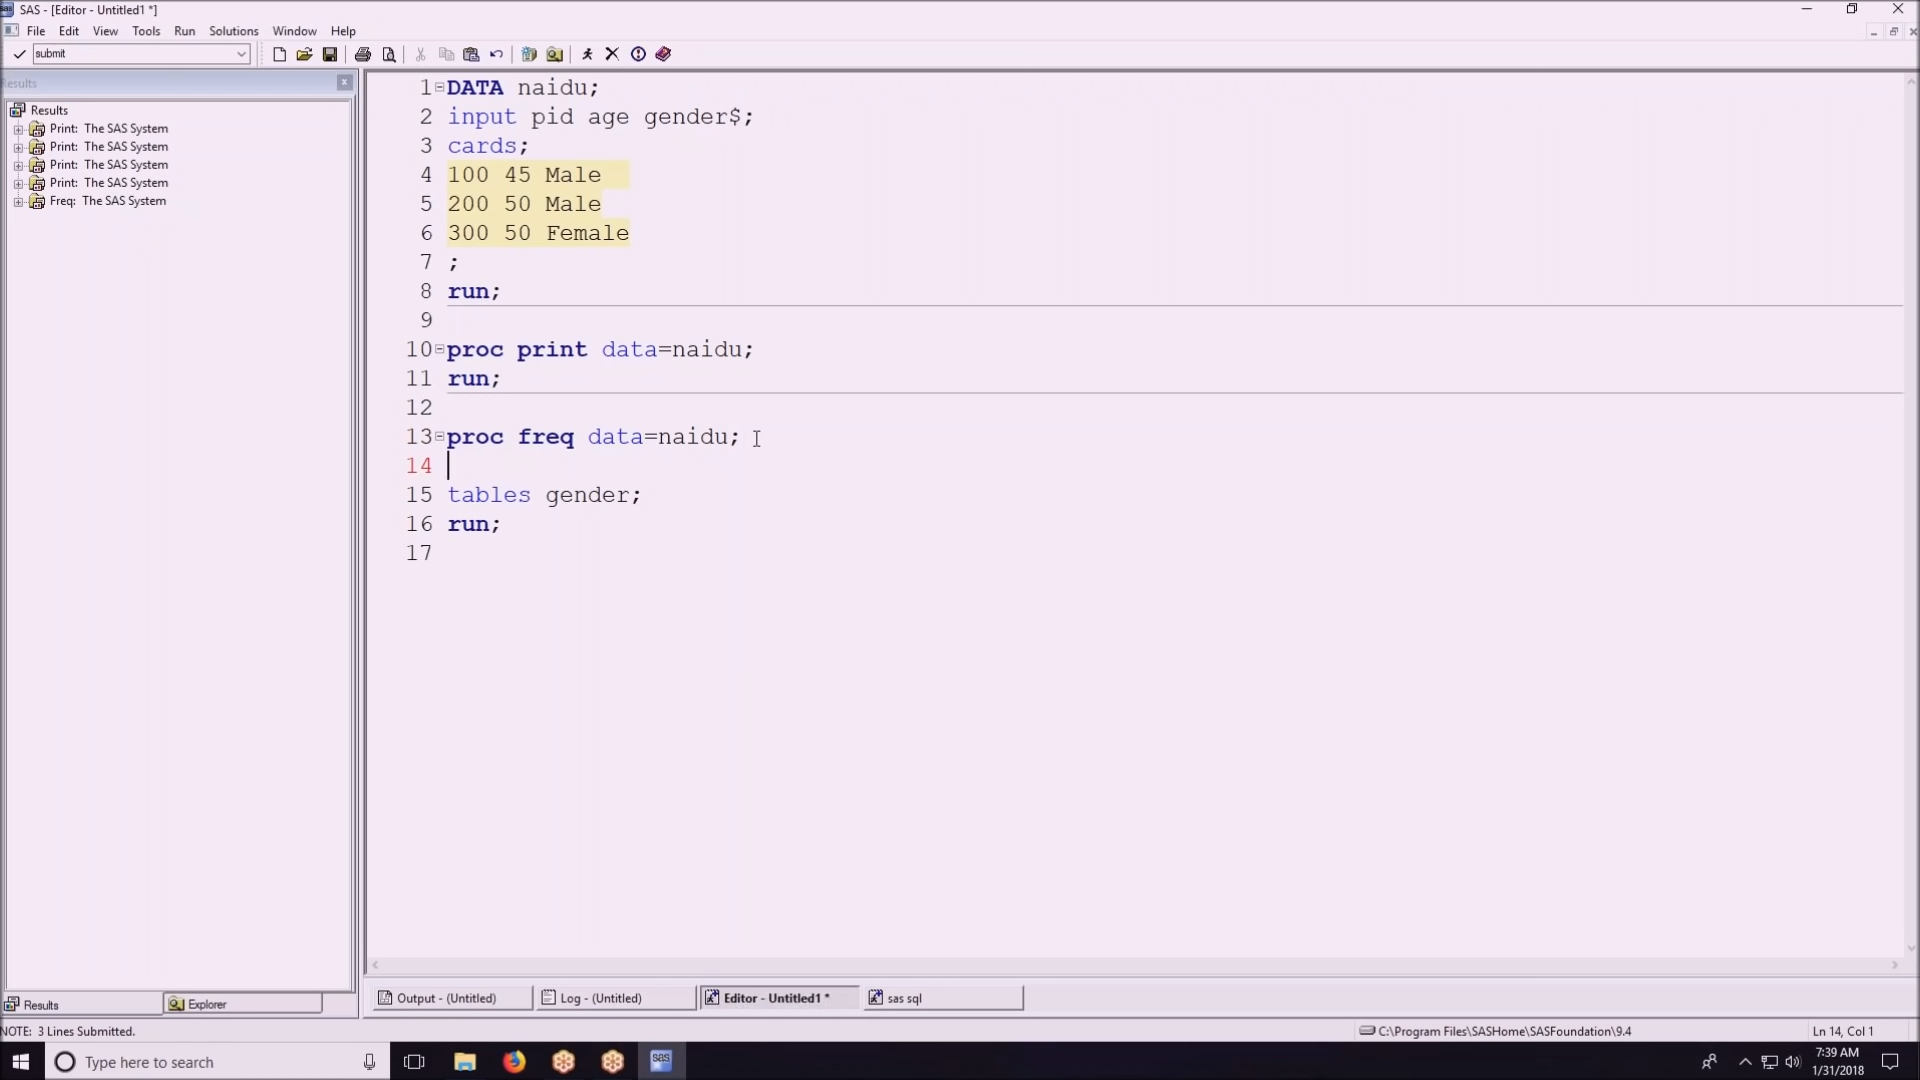 SAS - [Editor - Untitled1 *]
File Edit View Tools Run Solutions Window Help
submit
Results
Results
Print: The SAS System
Print: The SAS System
Print: The SAS System
Print: The SAS System
Freq: The SAS System
1 DATA naidu;
2 input pid age gender$;
3 cards;
4 100 45 Male
5 200 50 Male
6 300 50 Female
7 ;
8 run;
9
10 proc print data=naidu;
11 run;
12
13 proc freq data=naidu;
14
15 tables gender;
16 run;
17
Results Explorer
Output - (Untitled) Log - (Untitled) Editor - Untitled1 * sas sql
NOTE: 3 Lines Submitted. C:\Program Files\SASHome\SASFoundation\9.4 Ln 14, Col 1
Type here to search
sas
7:39 AM
1/31/2018